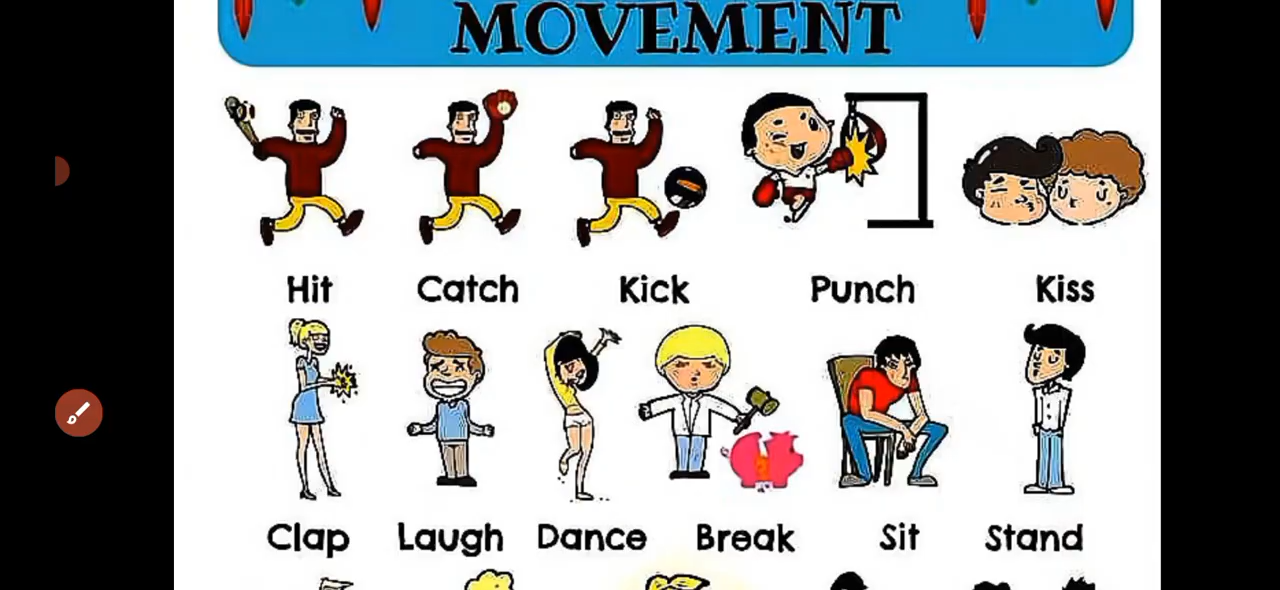 MOVEMENT
Hit Catch Kick Punch Kiss
Clap Laugh Dance Break Sit Stand